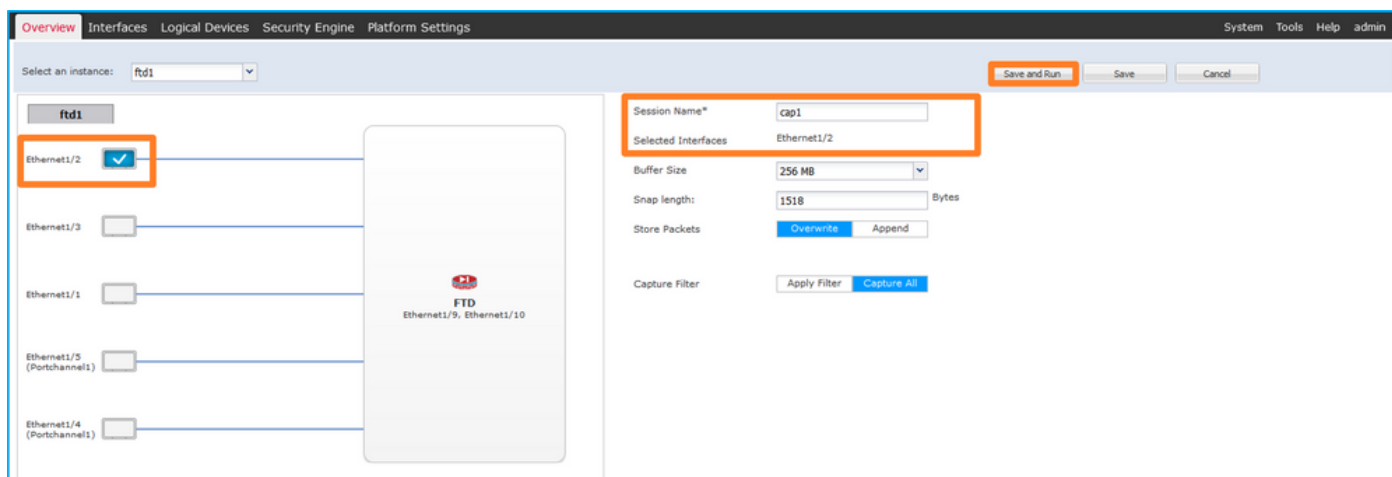 Overview Interfaces Logical Devices Security Engine Platform Settings System Tools Help admin
Select an instance: ftd1 Save and Run Save Cancel
ftd1
Ethernet1/2
Ethernet1/3
Ethernet1/1
Ethernet1/5
(Portchannel1)
Ethernet1/4
(Portchannel1)
FTD
Ethernet1/9, Ethernet1/10
Session Name* cap1
Selected Interfaces Ethernet1/2
Buffer Size 256 MB
Snap length: 1518 Bytes
Store Packets Overwrite Append
Capture Filter Apply Filter Capture All